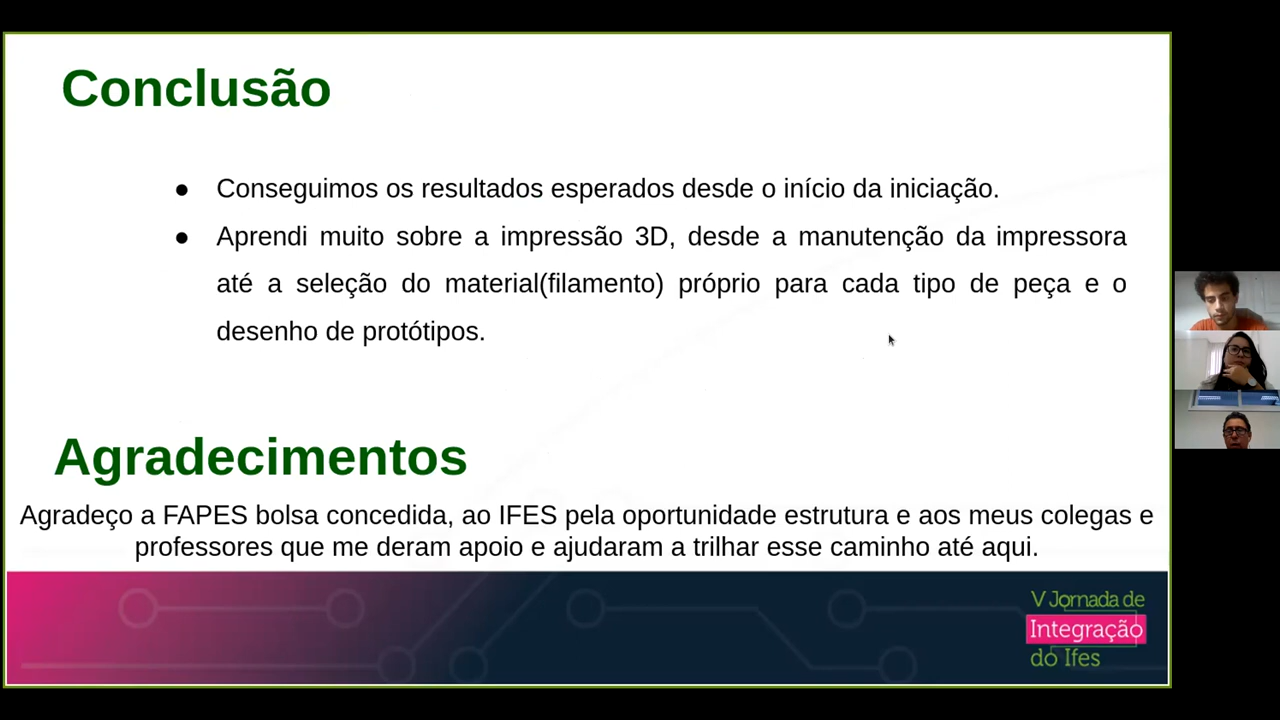 Conclusão
● Conseguimos os resultados esperados desde o início da iniciação.
● Aprendi muito sobre a impressão 3D, desde a manutenção da impressora
até a seleção do material(filamento) próprio para cada tipo de peça e o
desenho de protótipos.
Agradecimentos
Agradeço a FAPES bolsa concedida, ao IFES pela oportunidade estrutura e aos meus colegas e
professores que me deram apoio e ajudaram a trilhar esse caminho até aqui.
V Jornada de
Integração
do Ifes